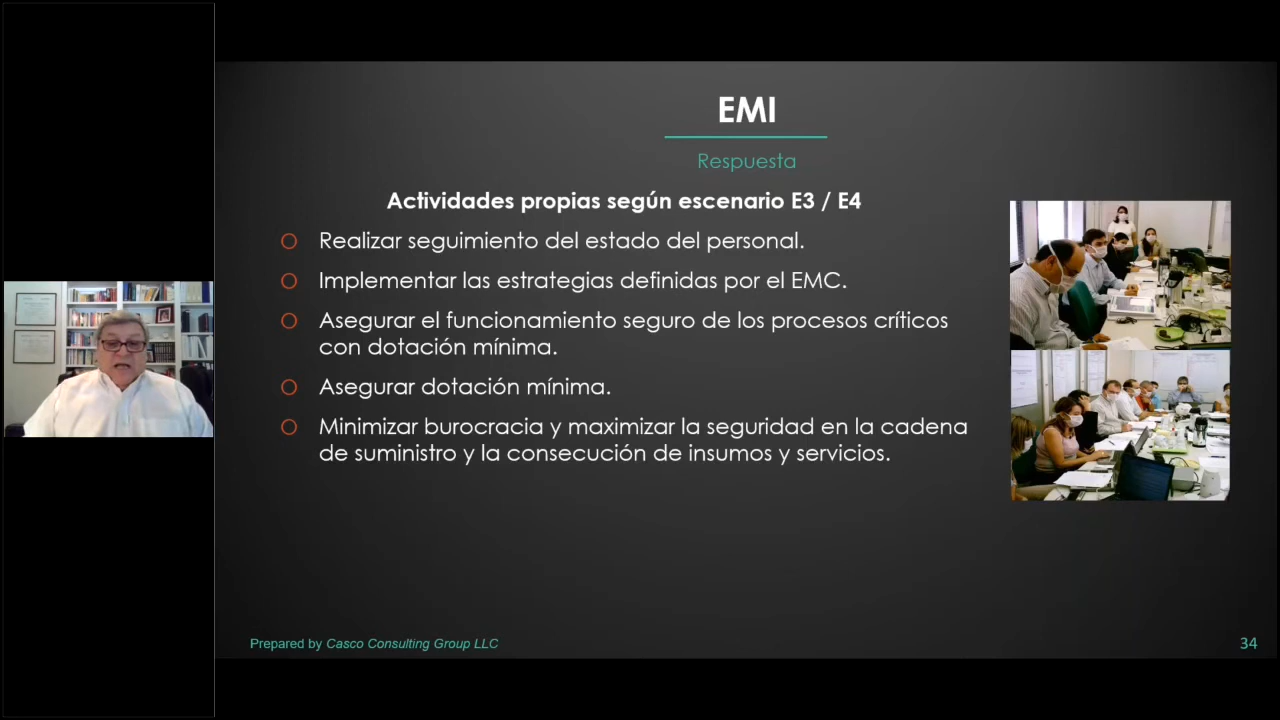 EMI
Respuesta
Actividades propias según escenario E3 / E4
Realizar seguimiento del estado del personal.
Implementar las estrategias definidas por el EMC.
Asegurar el funcionamiento seguro de los procesos críticos
con dotación mínima.
Asegurar dotación mínima.
Minimizar burocracia y maximizar la seguridad en la cadena
de suministro y la consecución de insumos y servicios.
Prepared by Casco Consulting Group LLC
34